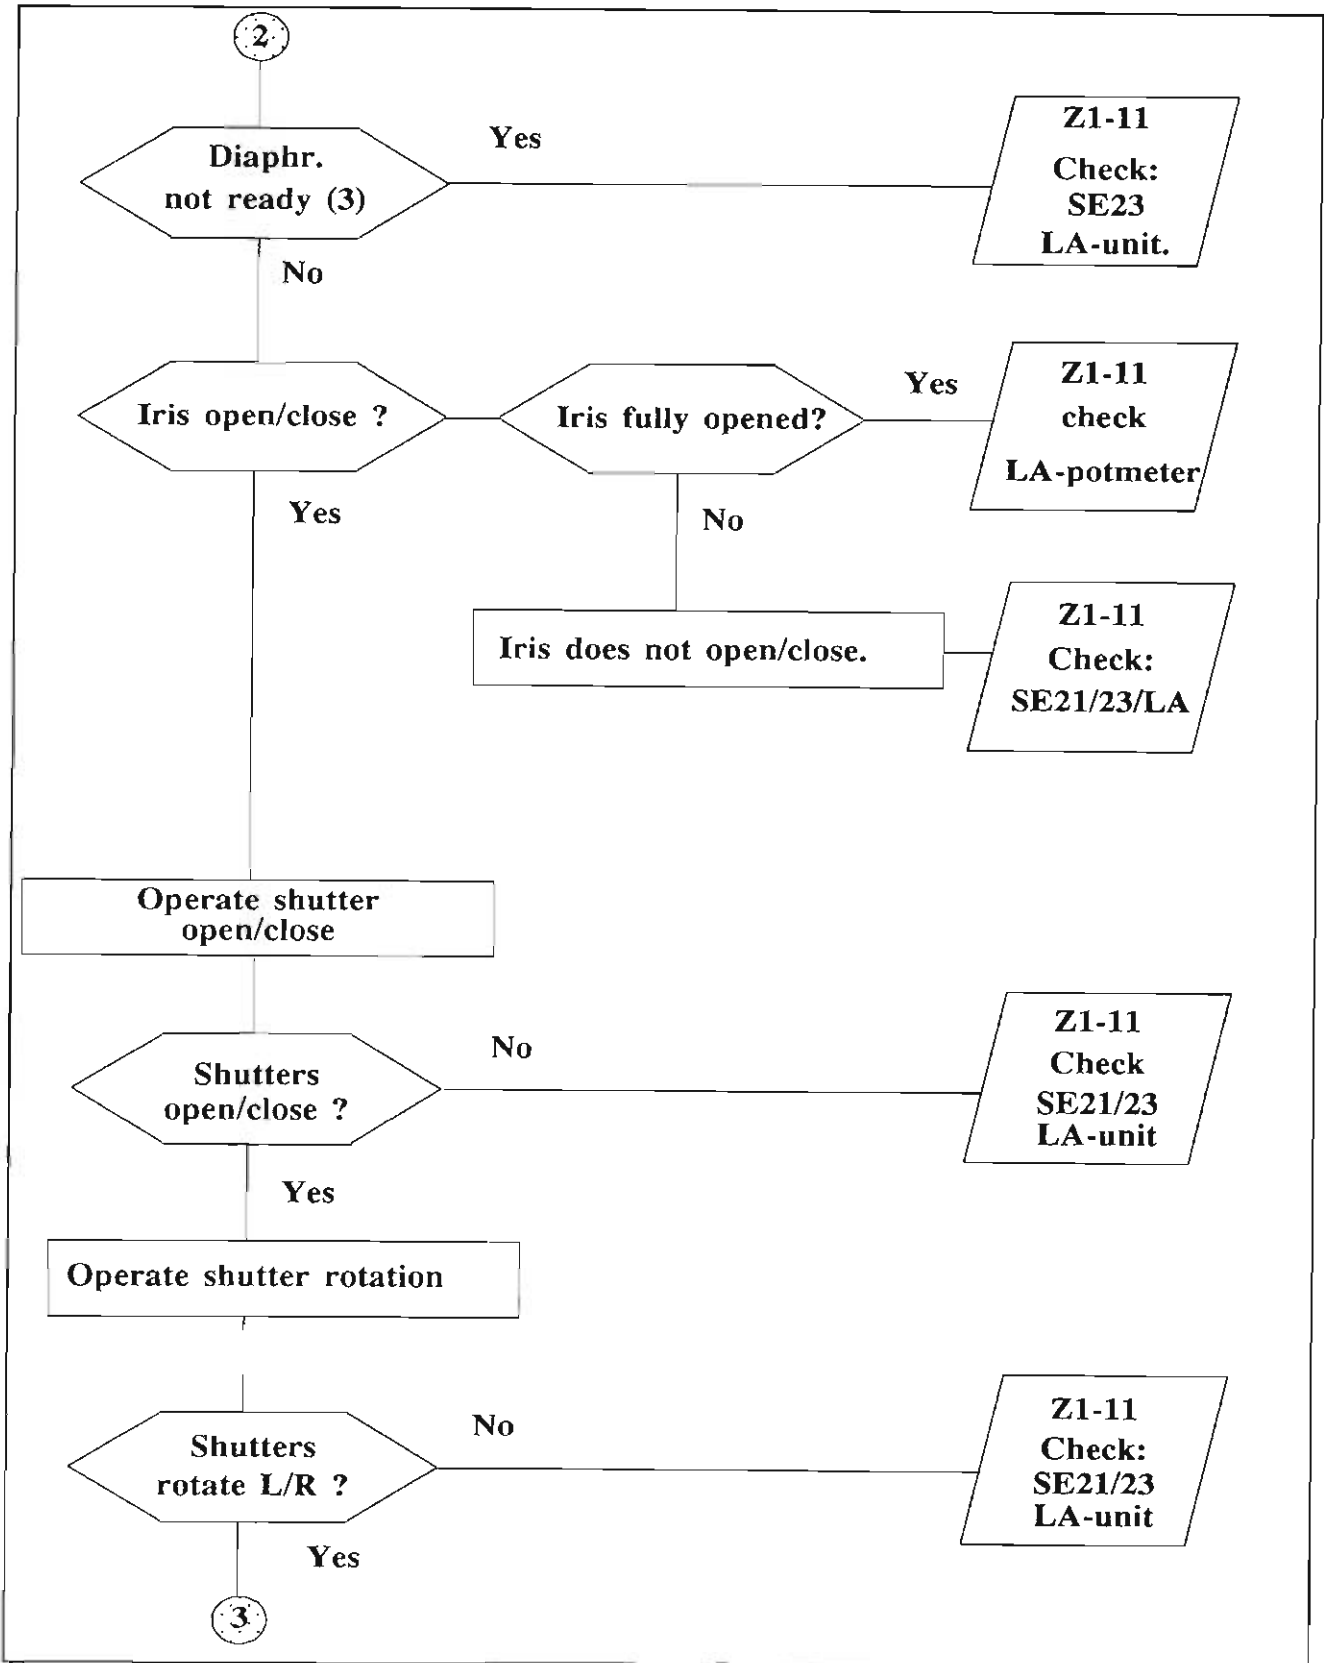 2
Diaphr.
not ready (3)
Yes
Z1-11
Check:
SE23
LA-unit.
No
Iris open/close ?
Iris fully opened?
Yes
Z1-11
check
LA-potmeter
Yes
No
Iris does not open/close.
Z1-11
Check:
SE21/23/LA
Operate shutter
open/close
Shutters
open/close ?
No
Z1-11
Check
SE21/23
LA-unit
Yes
Operate shutter rotation
Shutters
rotate L/R ?
No
Z1-11
Check:
SE21/23
LA-unit
Yes
3